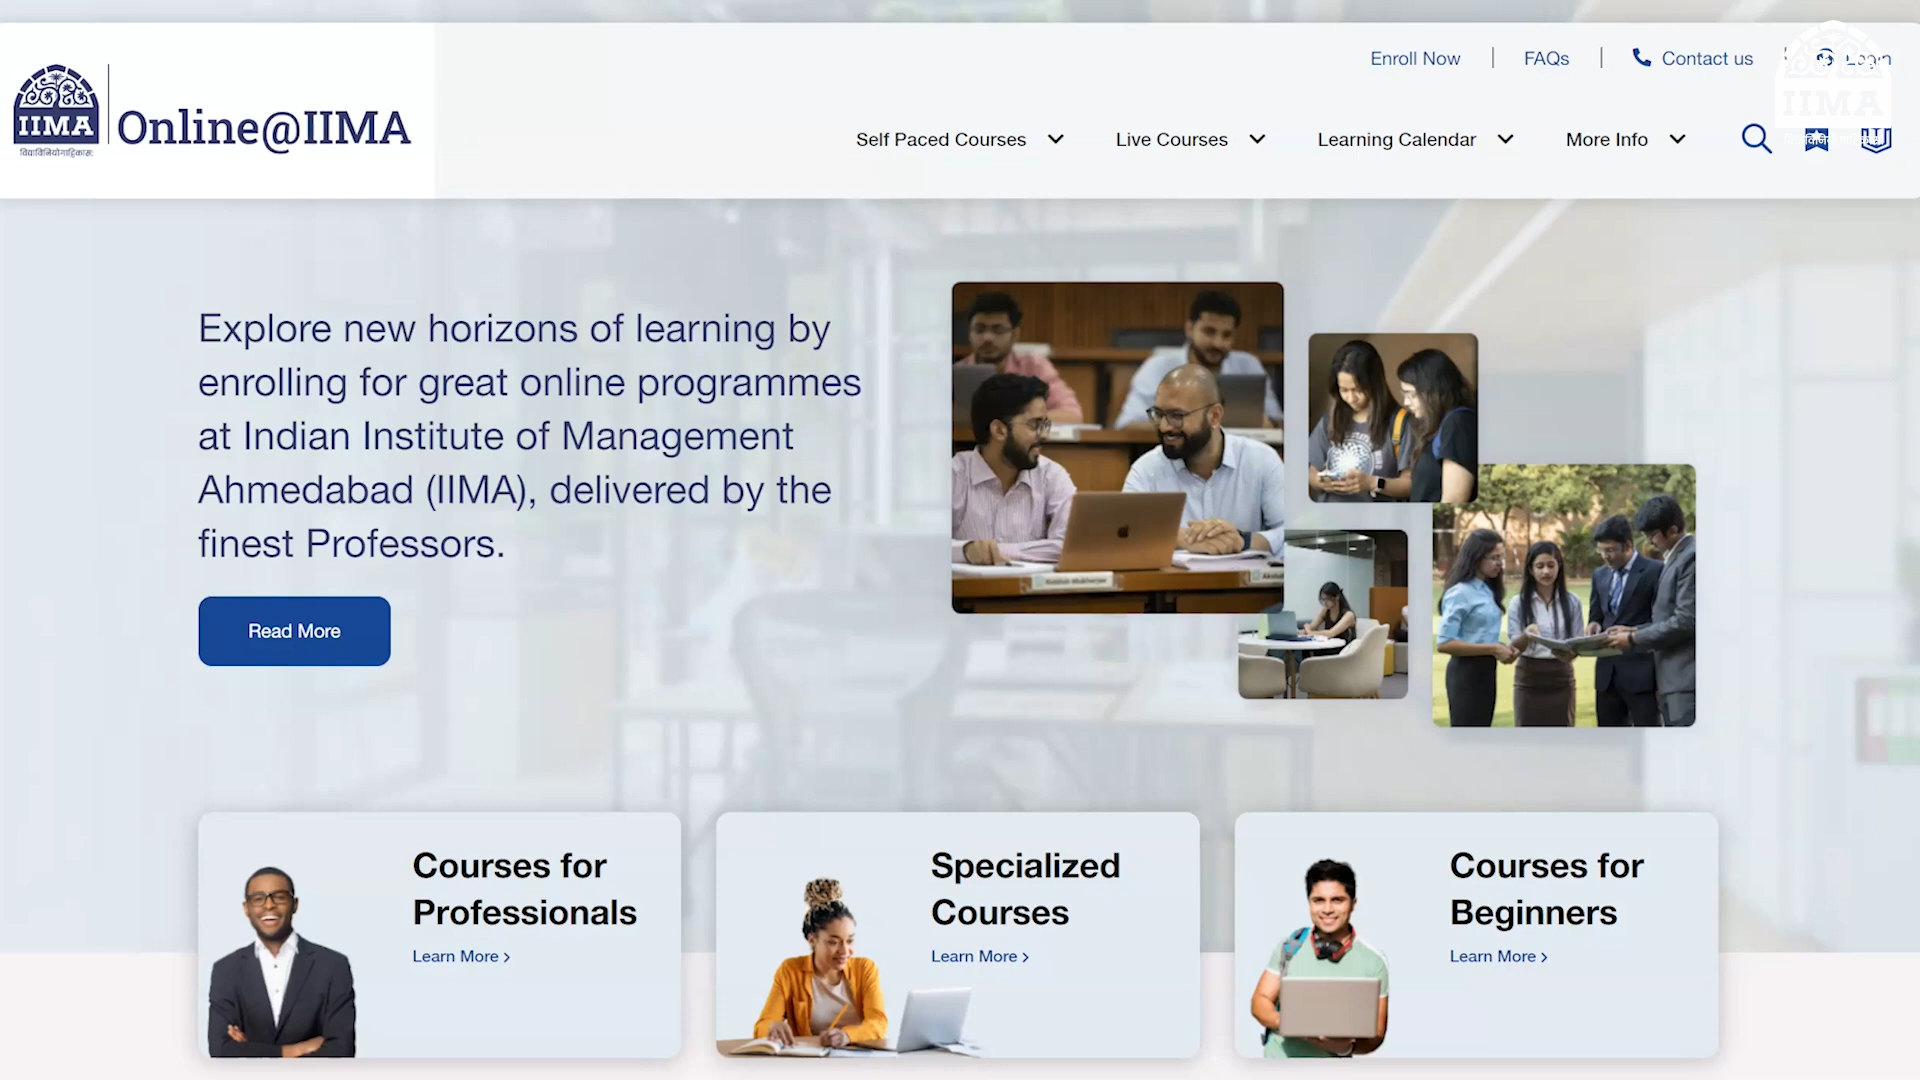 Enroll Now
FAQs
Contact us
Login
IIMA
Online@IIMA
Self Paced Courses
Live Courses
Learning Calendar
More Info
IIMA
Explore new horizons of learning by
enrolling for great online programmes
at Indian Institute of Management
Ahmedabad (IIMA), delivered by the
finest Professors.
Read More
Courses for
Professionals
Learn More >
Specialized
Courses
Learn More >
Courses for
Beginners
Learn More >